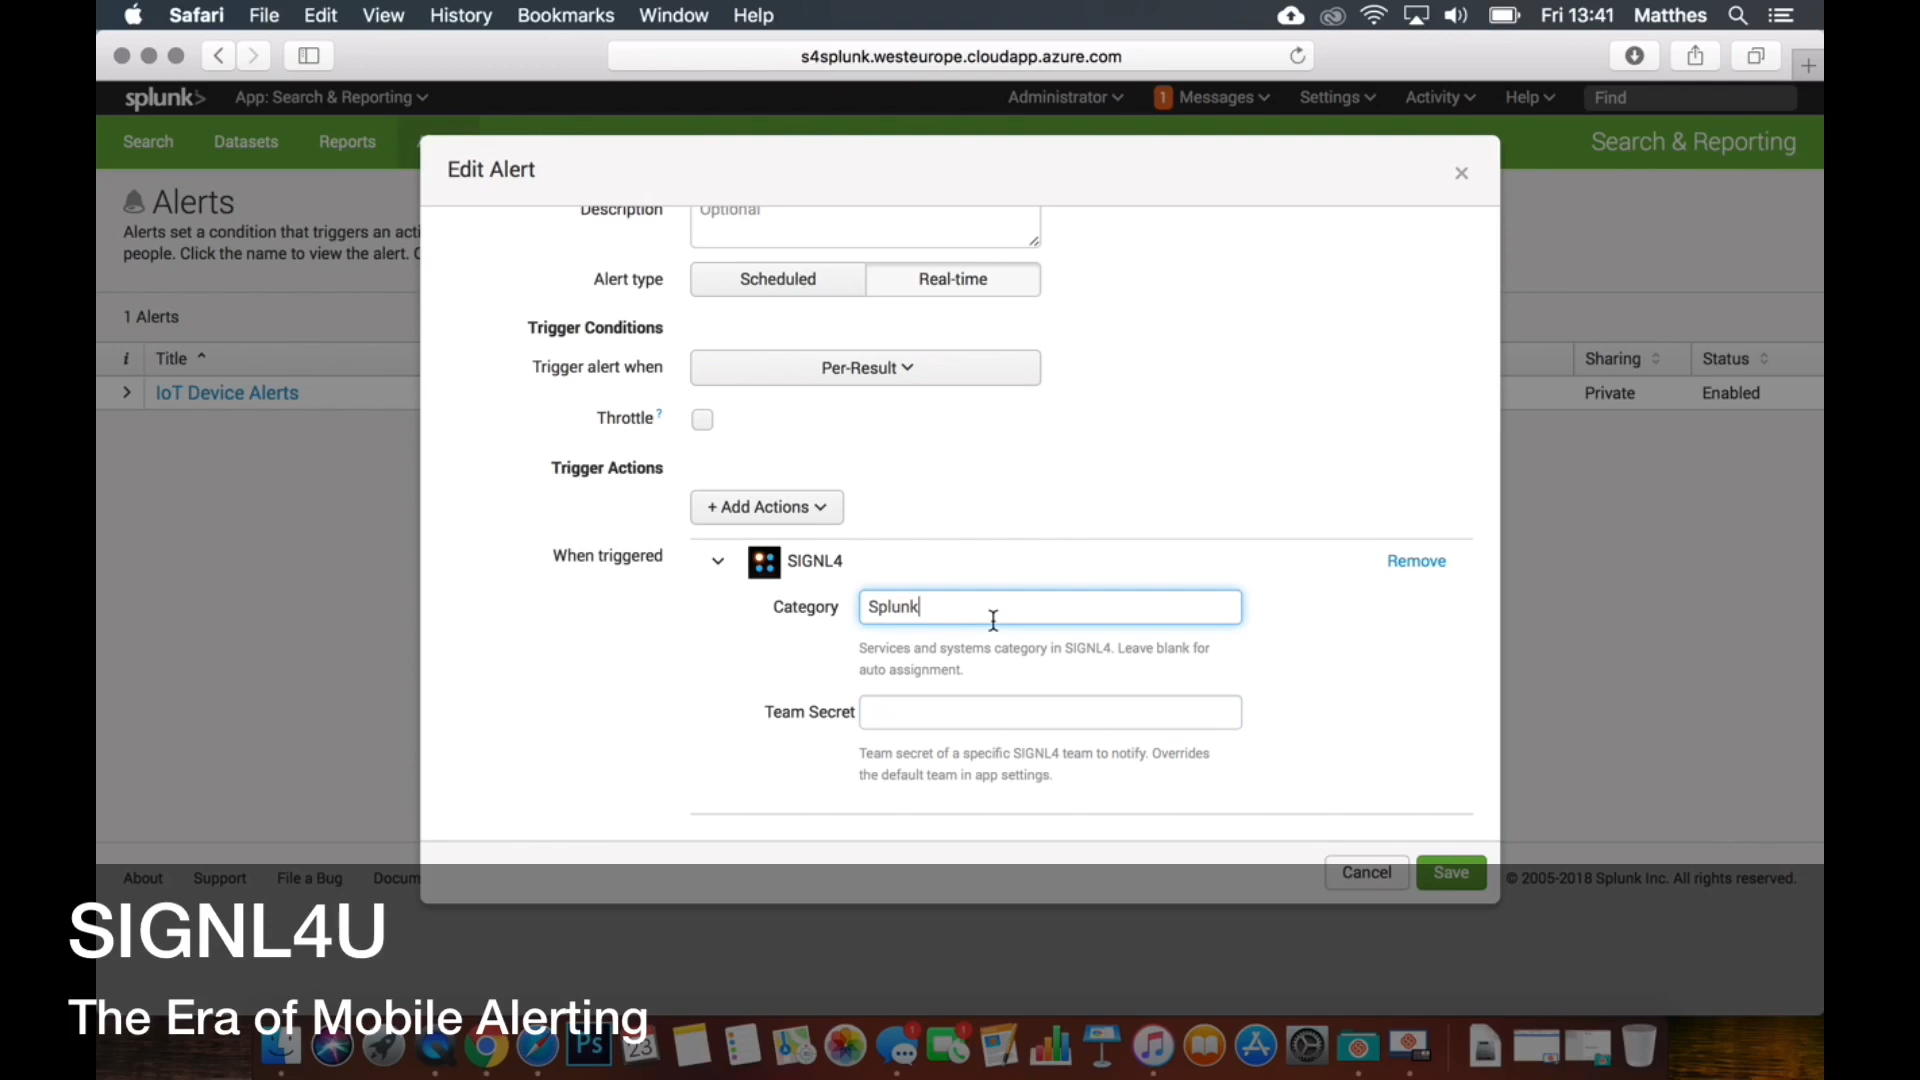 Safari File Edit View History Bookmarks Window Help Fri 13:41 Matthes
s4splunk.westeurope.cloudapp.azure.com
splunk> App: Search & Reporting Administrator 1 Messages Settings Activity Help Find
Search Datasets Reports Search & Reporting
Edit Alert
Alerts
Alerts set a condition that triggers an acti
people. Click the name to view the alert.
1 Alerts
i Title Sharing Status
IoT Device Alerts Private Enabled
Description Optional
Alert type Scheduled Real-time
Trigger Conditions
Trigger alert when Per-Result
Throttle ?
Trigger Actions
+ Add Actions
When triggered SIGNL4 Remove
Category Splunk
Services and systems category in SIGNL4. Leave blank for
auto assignment.
Team Secret
Team secret of a specific SIGNL4 team to notify. Overrides
the default team in app settings.
Cancel Save
About Support File a Bug Docum © 2005-2018 Splunk Inc. All rights reserved.
SIGNL4U
The Era of Mobile Alerting
Ps 23
1 1